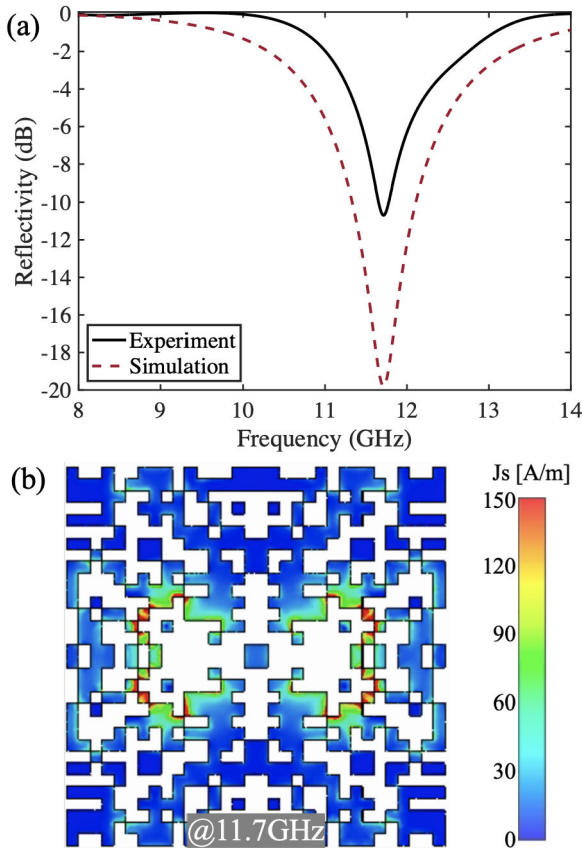 (a)
0
-2
-4
-6
-8
-10
-12
-14
-16
-18
-20
Reflectivity (dB)
Experiment
Simulation
8 9 10 11 12 13 14
Frequency (GHz)
(b)
Js [A/m]
150
120
90
60
30
0
@11.7GHz